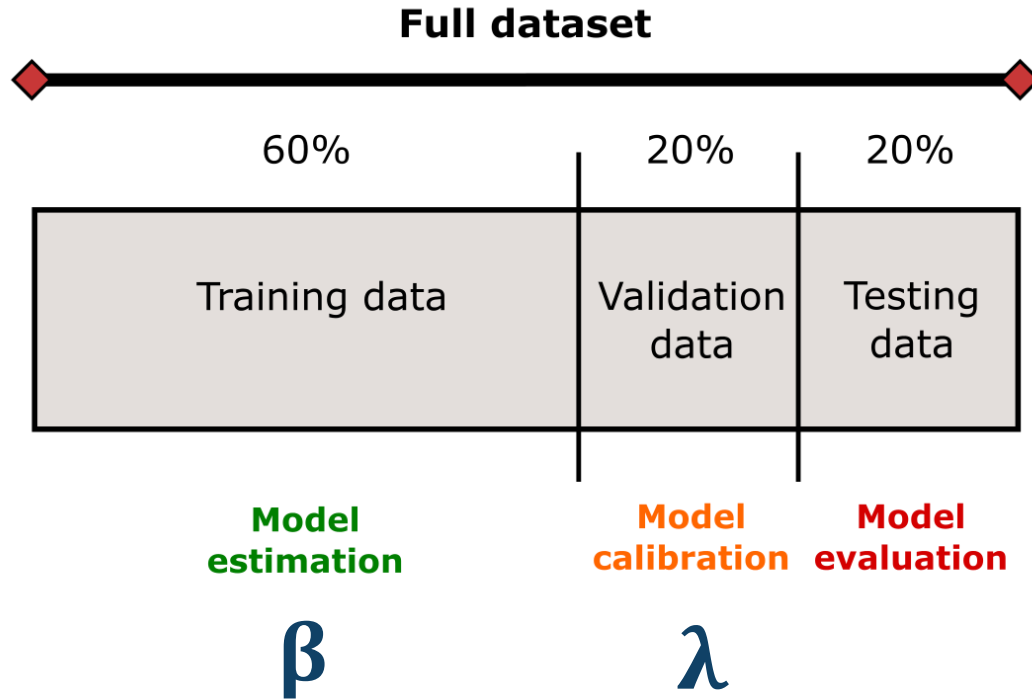 Full dataset
60% 20% 20%
Training data
Validation
data
Testing
data
Model
estimation
Model
calibration
Model
evaluation
β λ